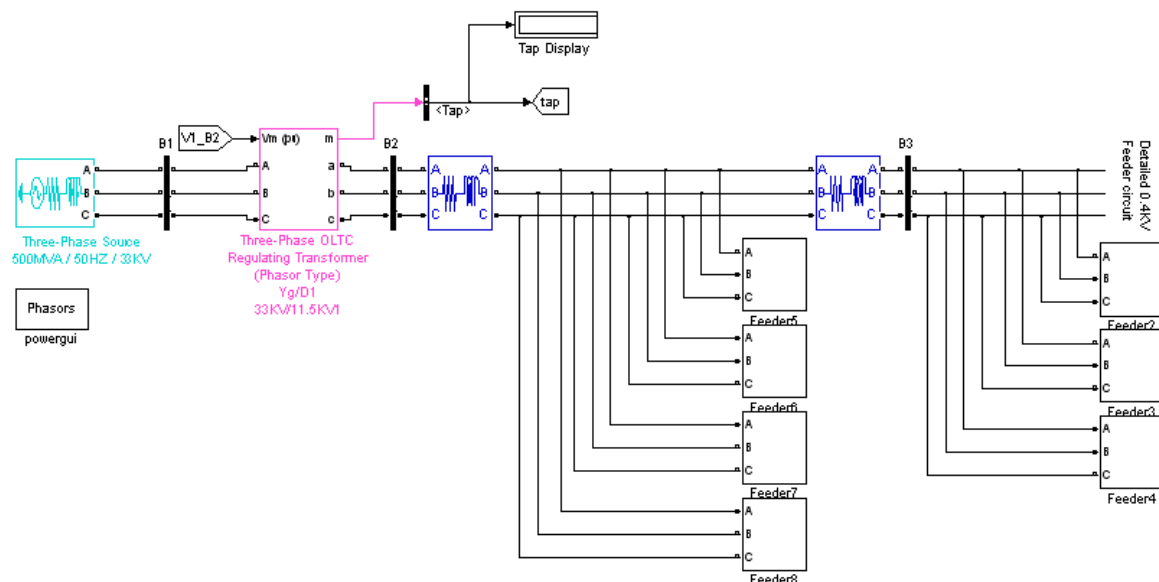 Tap Display
<Tap>
tap
V1_B2
B1
Vm (pu)
m
A
B
C
a
b
c
B2
B3
A
B
C
A
B
C
A
B
C
A
B
C
A
B
C
Three-Phase Source
500MVA / 50HZ / 33KV
Three-Phase OLTC
Regulating Transformer
(Phasor Type)
Yg/D1
33KV/11.5KV1
Phasors
powergui
Detailed 0.4KV
Feeder circuit
A
B
C
Feeder5
A
B
C
Feeder6
A
B
C
Feeder7
A
B
C
Feeder8
A
B
C
Feeder2
A
B
C
Feeder3
A
B
C
Feeder4